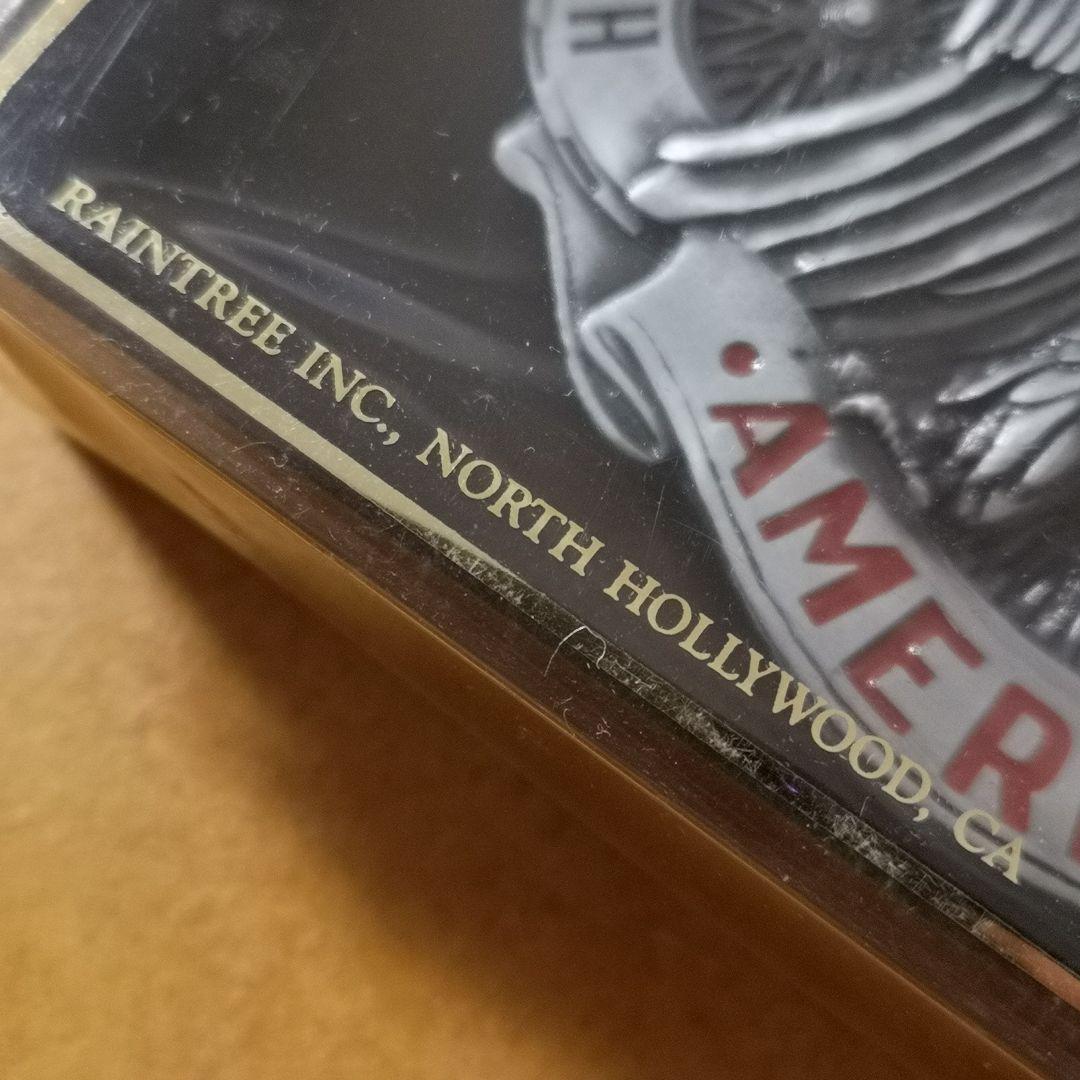 H
RAINTREE INC., NORTH HOLLYWOOD, CA
•AMER